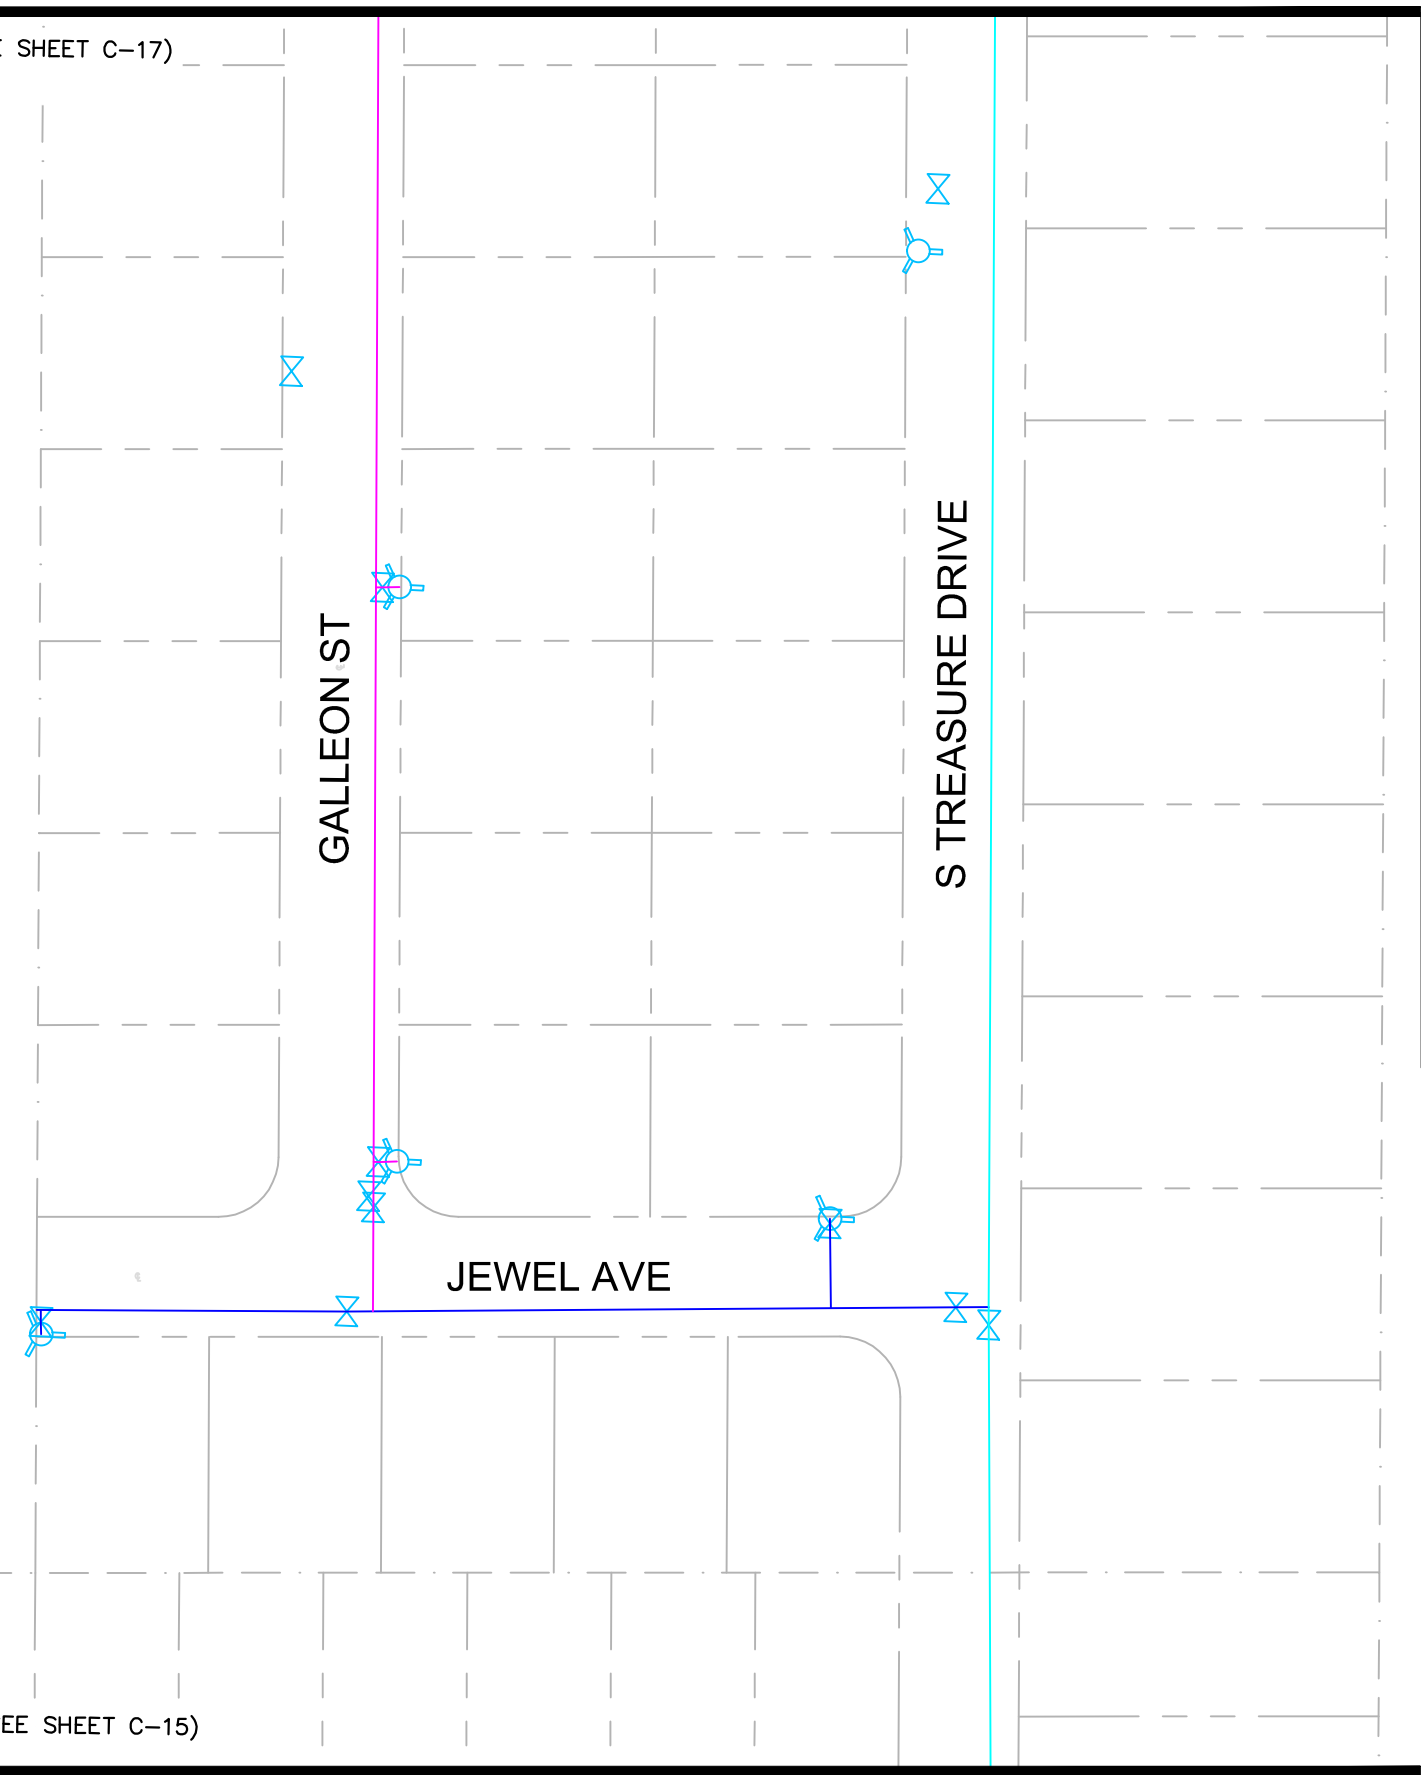 SHEET C-17)
GALLEON ST
S TREASURE DRIVE
JEWEL AVE
EE SHEET C-15)